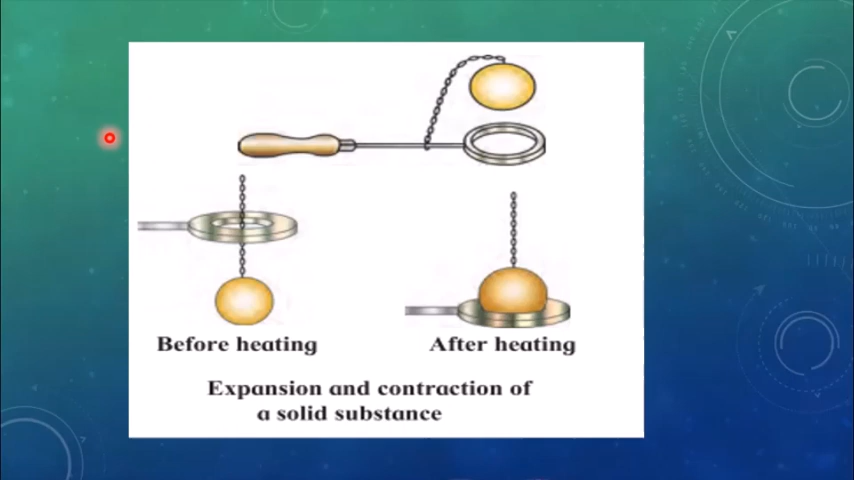 Before heating
After heating
Expansion and contraction of
a solid substance